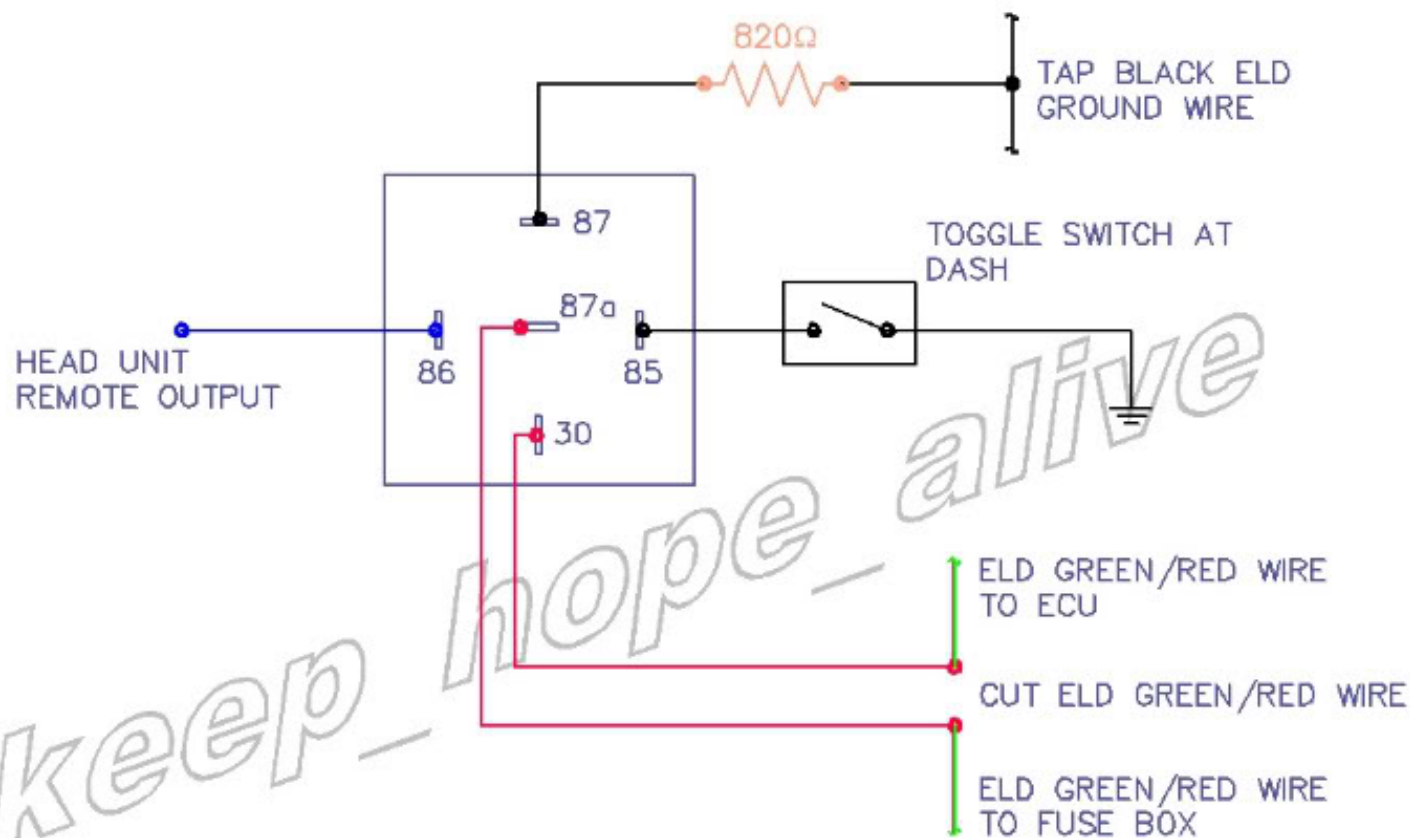 820Ω
TAP BLACK ELD
GROUND WIRE
87
TOGGLE SWITCH AT
DASH
87a
HEAD UNIT
REMOTE OUTPUT
86
85
30
ELD GREEN/RED WIRE
TO ECU
CUT ELD GREEN/RED WIRE
ELD GREEN/RED WIRE
TO FUSE BOX
keep_hope_alive